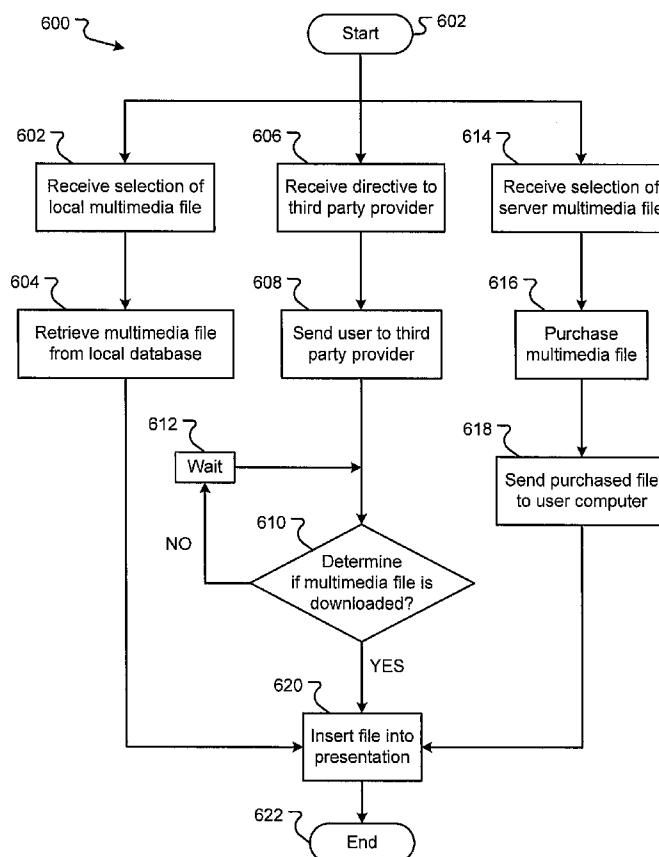 600
Start
602
602
Receive selection of
local multimedia file
606
Receive directive to
third party provider
614
Receive selection of
server multimedia file
604
Retrieve multimedia file
from local database
608
Send user to third
party provider
616
Purchase
multimedia file
612
Wait
618
Send purchased file
to user computer
NO
610
Determine
if multimedia file is
downloaded?
YES
620
Insert file into
presentation
622
End